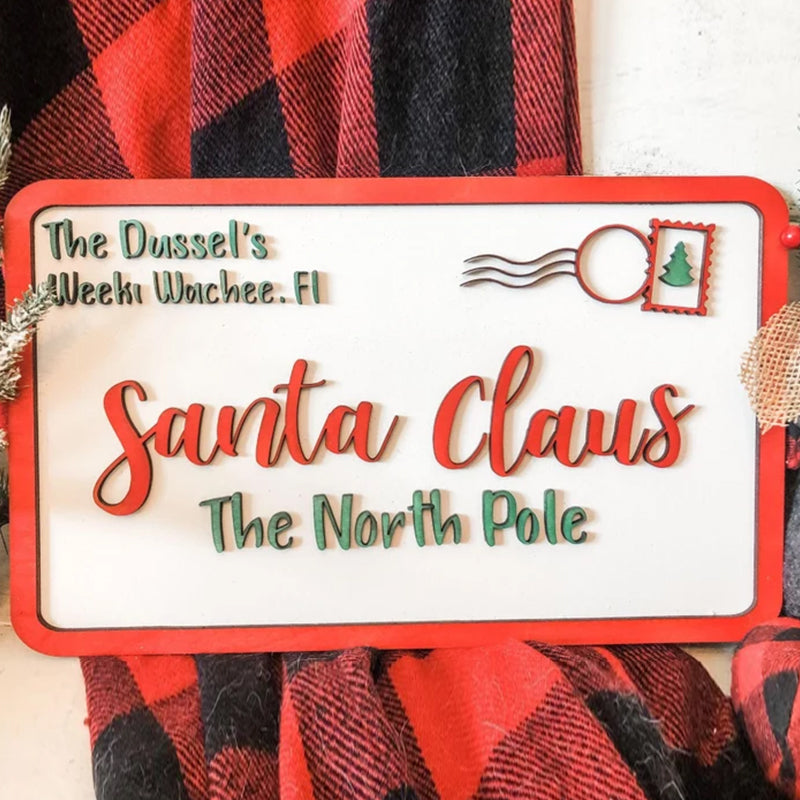 The Dussel's
Weeki Wachee. Fl
Santa Claus
The North Pole